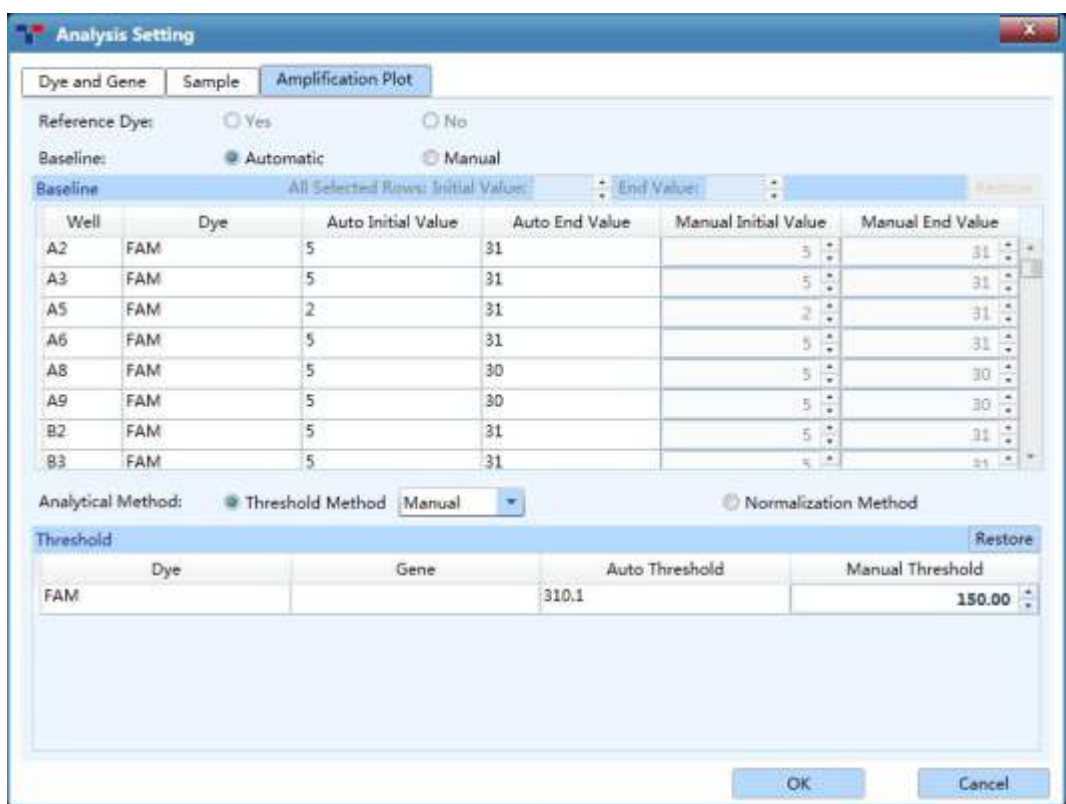 Analysis Setting
Dye and Gene Sample Amplification Plot
Reference Dye: Yes No
Baseline: Automatic Manual
Baseline All Selected Rows: Initial Value: End Value: Restore
Well Dye Auto Initial Value Auto End Value Manual Initial Value Manual End Value
A2 FAM 5 31 5 31
A3 FAM 5 31 5 31
A5 FAM 2 31 2 31
A6 FAM 5 31 5 31
A8 FAM 5 30 5 30
A9 FAM 5 30 5 30
B2 FAM 5 31 5 31
B3 FAM 5 31 5 31
Analytical Method: Threshold Method Manual Normalization Method
Threshold Restore
Dye Gene Auto Threshold Manual Threshold
FAM 310.1 150.00
OK Cancel